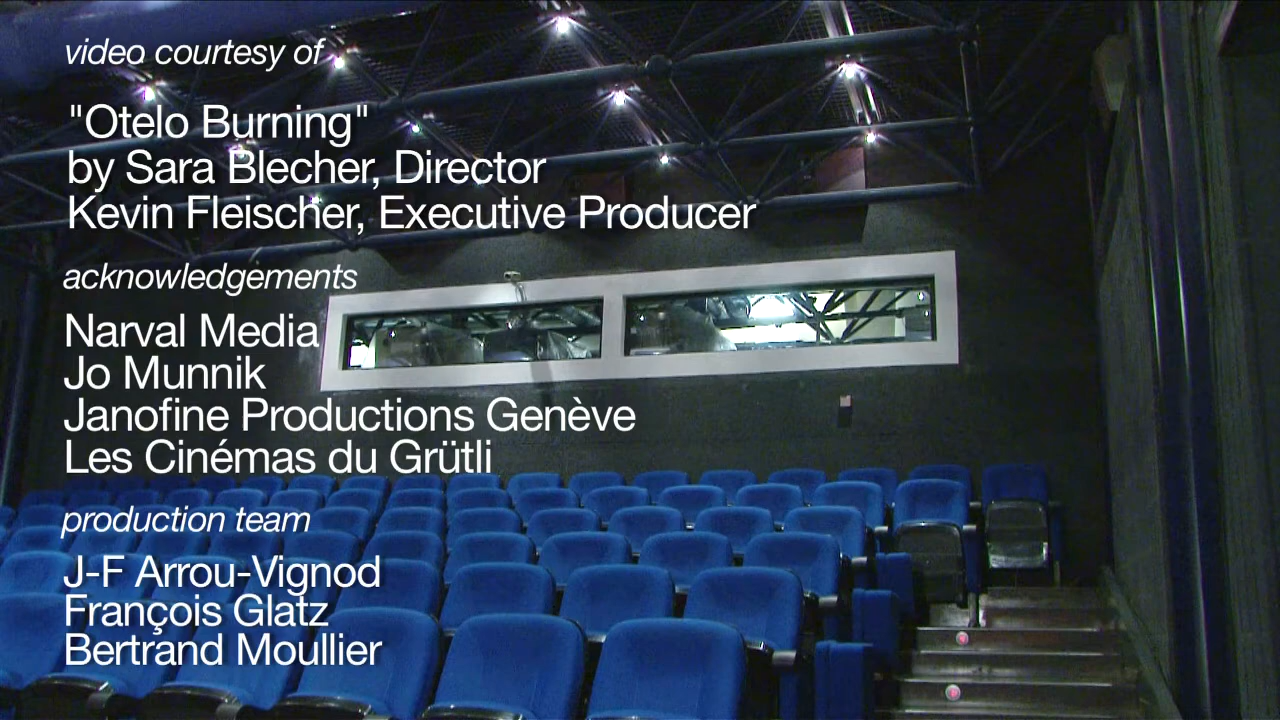 video courtesy of
"Otelo Burning"
by Sara Blecher, Director
Kevin Fleischer, Executive Producer
acknowledgements
Narval Media
Jo Munnik
Janofine Productions Genève
Les Cinémas du Grütli
production team
J-F Arrou-Vignod
François Glatz
Bertrand Moullier